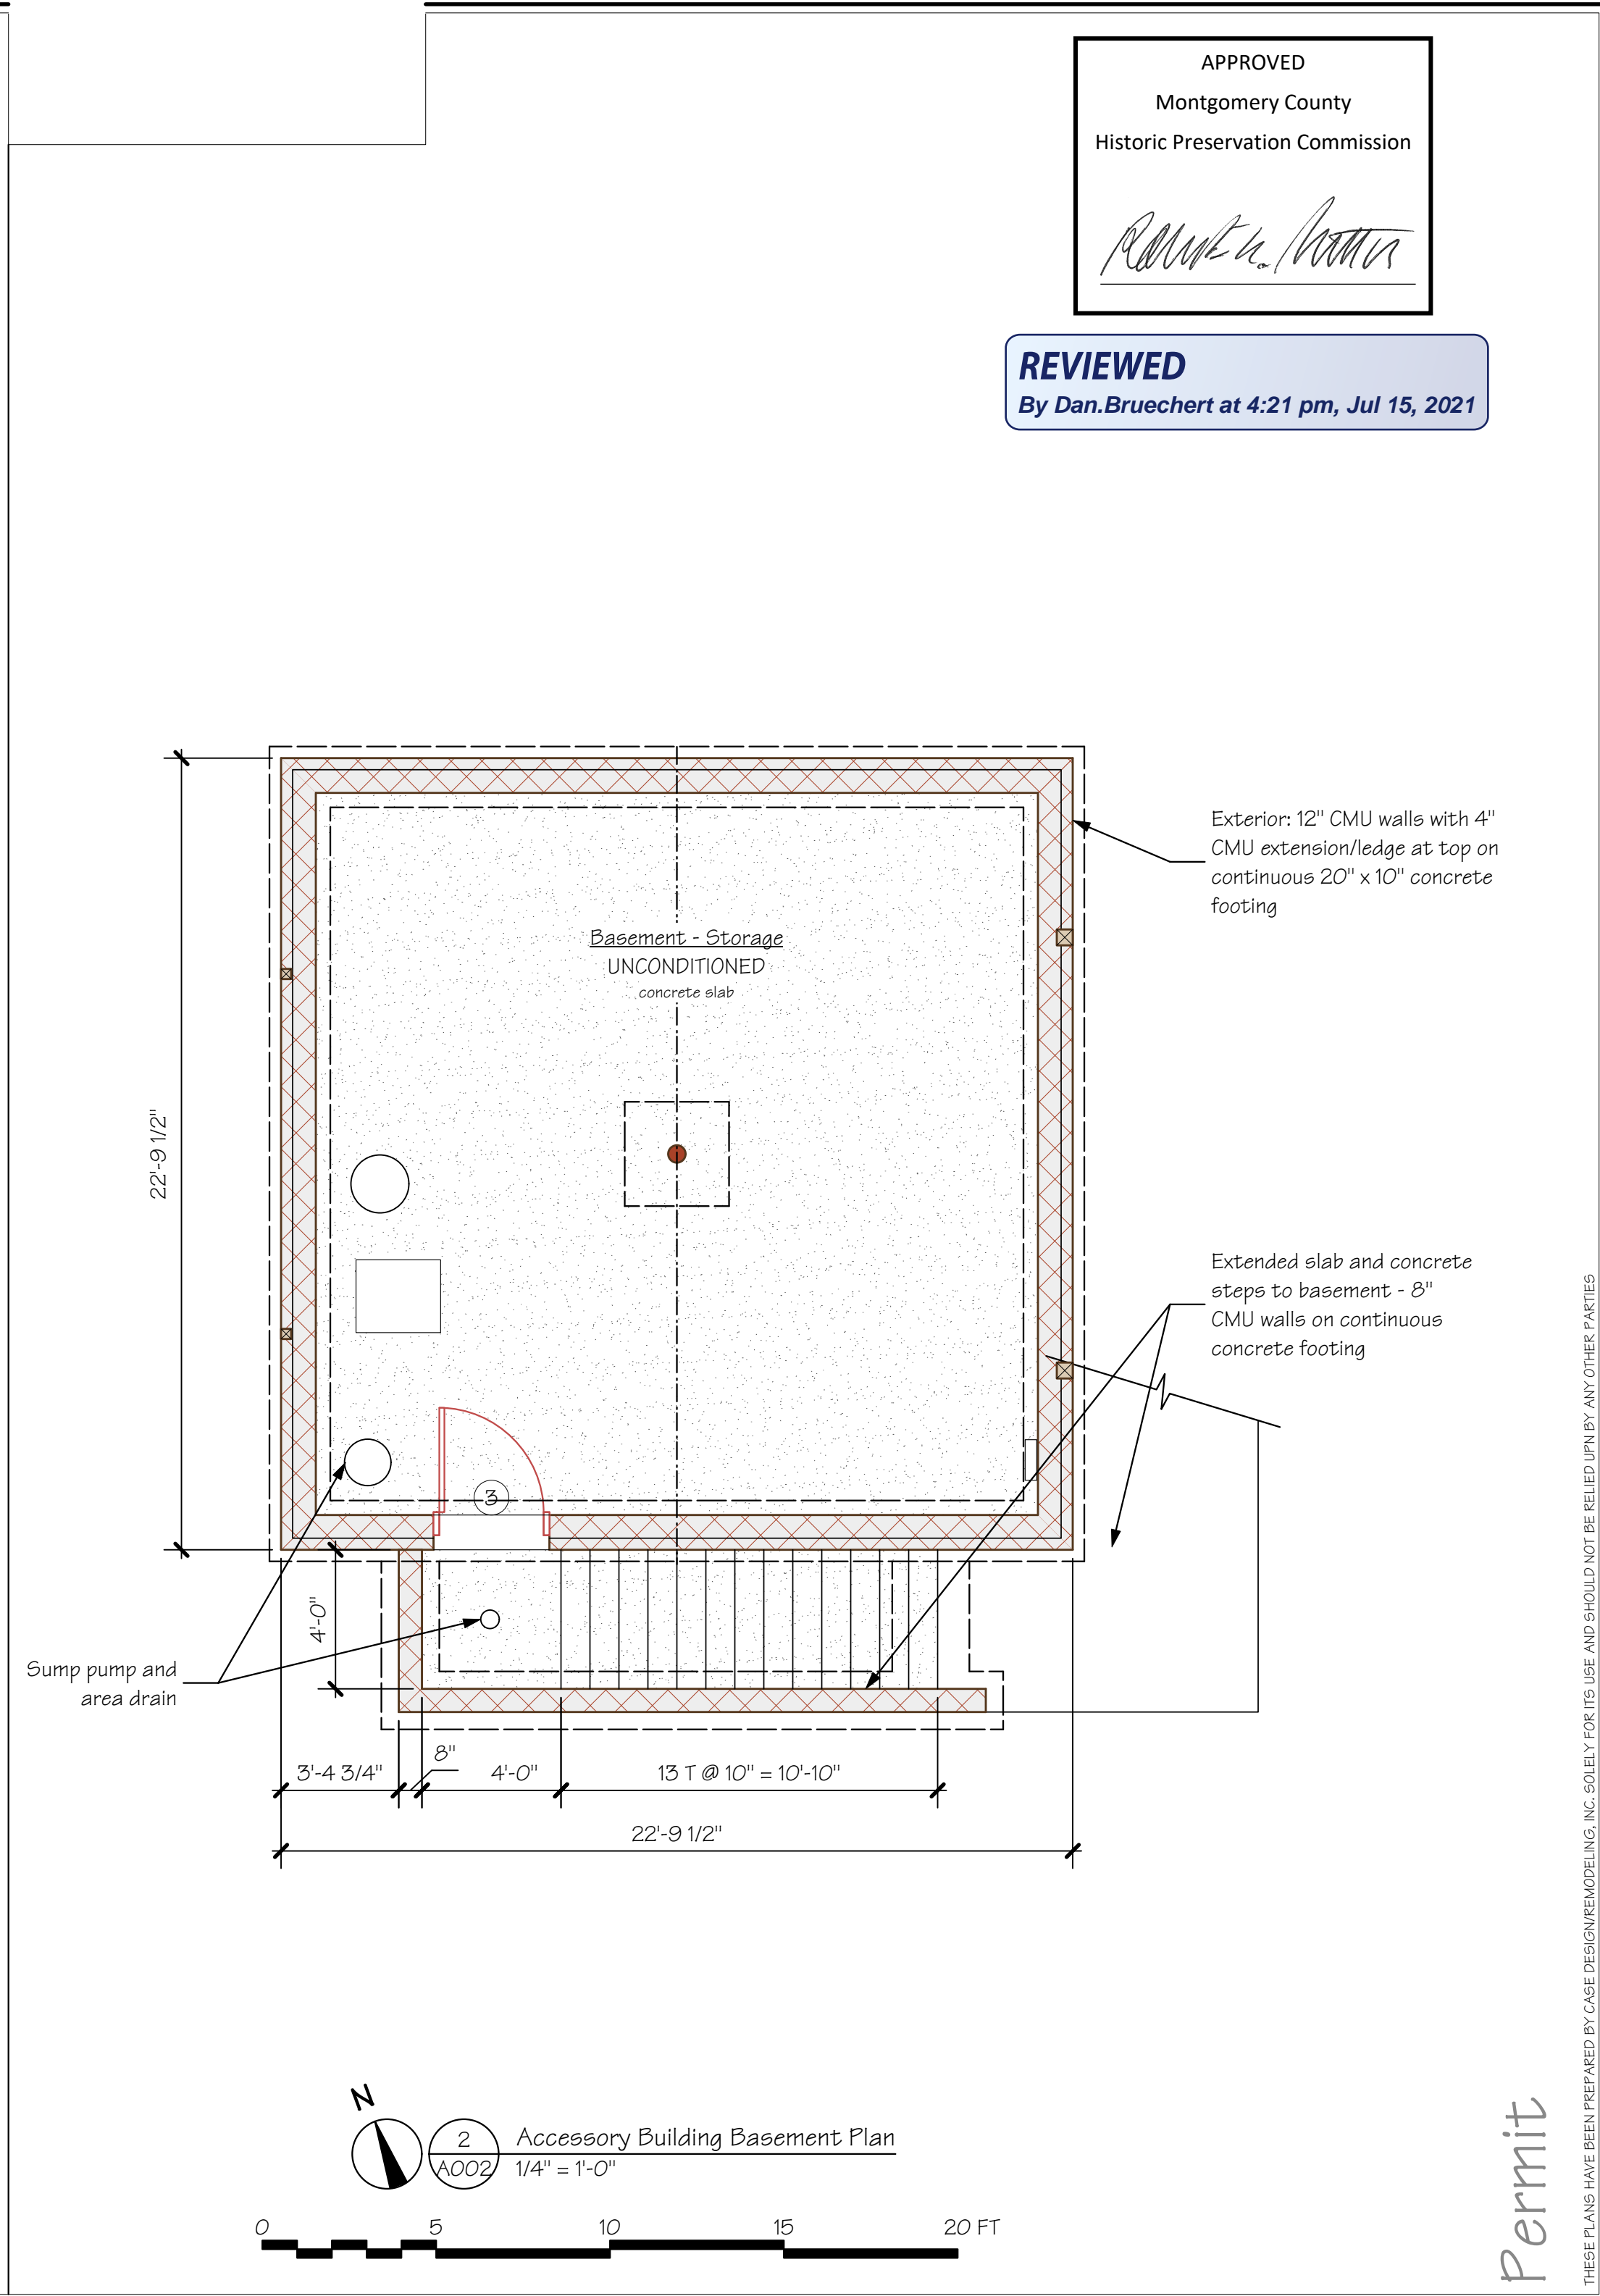 APPROVED
Montgomery County
Historic Preservation Commission
REVIEWED
By Dan.Bruechert at 4:21 pm, Jul 15, 2021
Exterior: 12" CMU walls with 4"
CMU extension/ledge at top on
continuous 20" x 10" concrete
footing
Basement - Storage
UNCONDITIONED
concrete slab
22'-9 1/2"
Extended slab and concrete
steps to basement - 8"
CMU walls on continuous
concrete footing
3
4'-0"
Sump pump and
area drain
3'-4 3/4"
8"
4'-0"
13 T @ 10" = 10'-10"
22'-9 1/2"
N
2
A002
Accessory Building Basement Plan
1/4" = 1'-0"
0 5 10 15 20 FT
Permit
THESE PLANS HAVE BEEN PREPARED BY CASE DESIGN/REMODELING, INC. SOLELY FOR ITS USE AND SHOULD NOT BE RELIED UPN BY ANY OTHER PARTIES